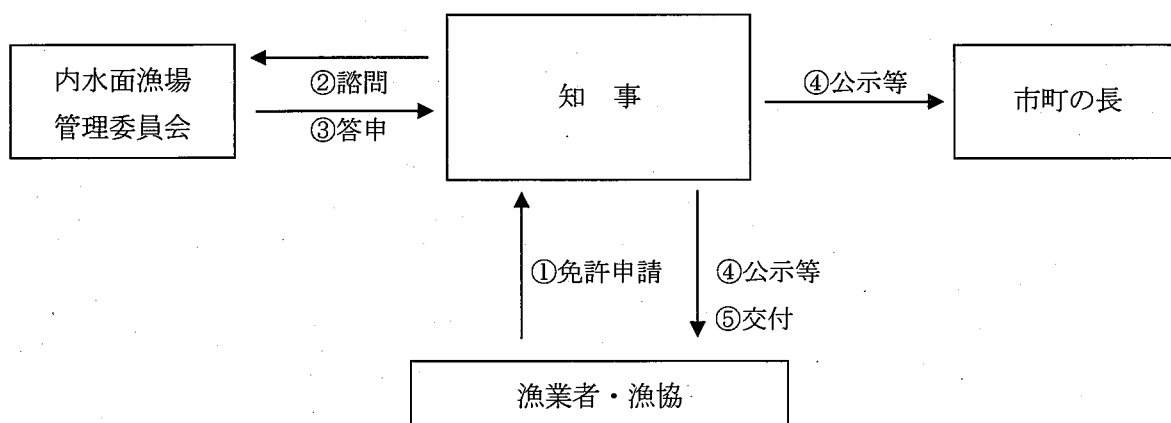 内水面漁場
管理委員会
②諮問
③答申
知 事
④公示等
市町の長
①免許申請
④公示等
⑤交付
漁業者・漁協